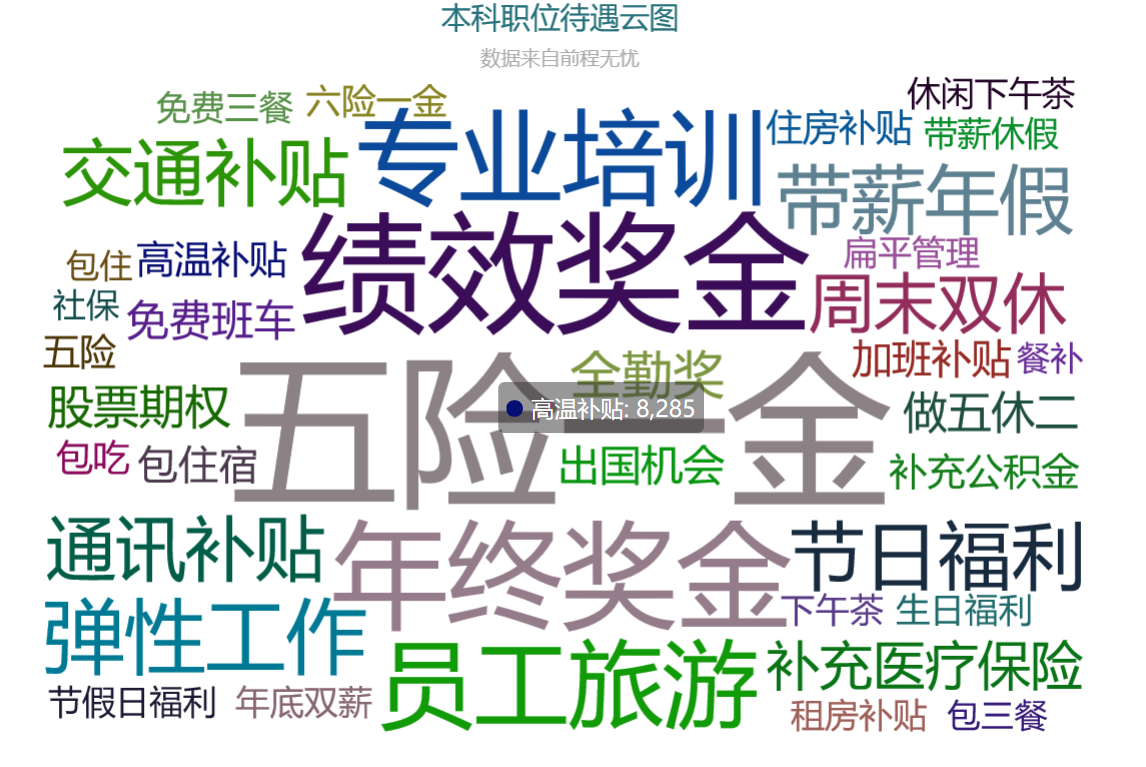 本科职位待遇云图
数据来自前程无忧
免费三餐
六险一金
休闲下午茶
交通补贴
专业培训
住房补贴
带薪休假
带薪年假
包住
高温补贴
绩效奖金
扁平管理
社保
免费班车
周末双休
五险
全勤奖
加班补贴
餐补
股票期权
五险一金
高温补贴: 8,285
做五休二
包吃
包住宿
出国机会
补充公积金
通讯补贴
年终奖金
节日福利
弹性工作
下午茶
生日福利
员工旅游
补充医疗保险
节假日福利
年底双薪
租房补贴
包三餐